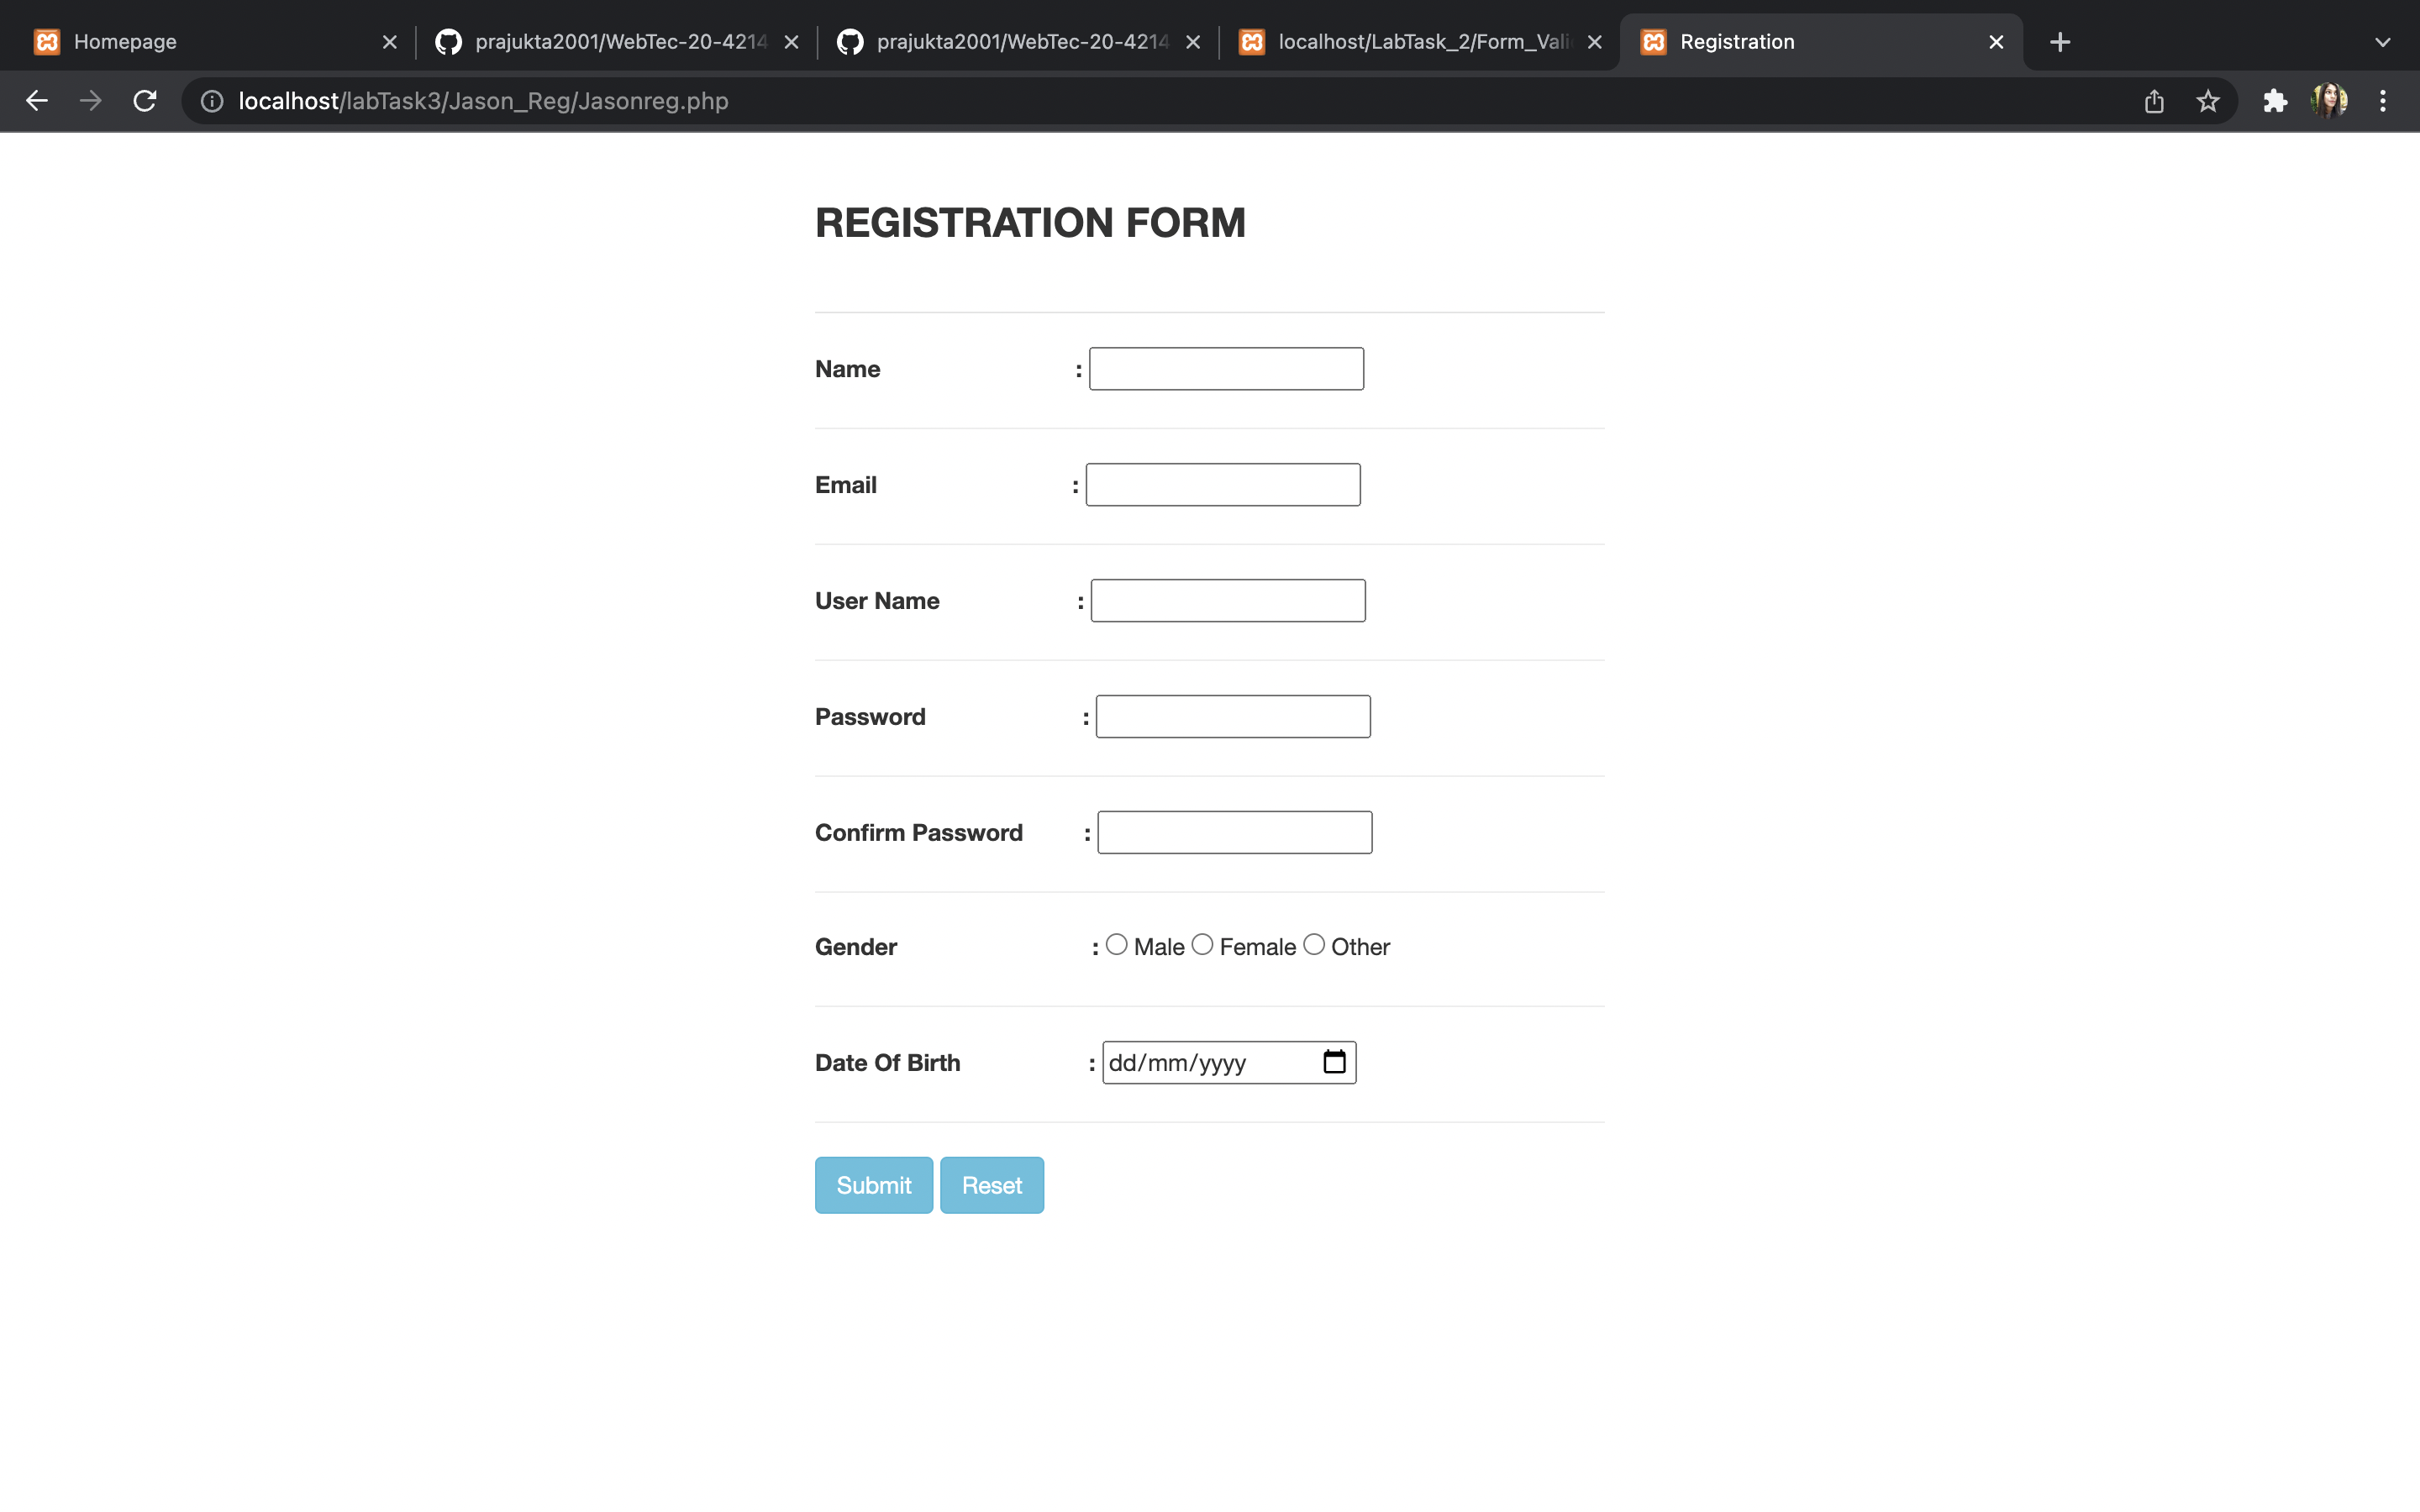 Homepage prajukta2001/WebTec-20-4214 prajukta2001/WebTec-20-4214 localhost/LabTask_2/Form_Vali Registration
localhost/labTask3/Jason_Reg/Jasonreg.php
REGISTRATION FORM
Name :
Email :
User Name :
Password :
Confirm Password :
Gender : Male Female Other
Date Of Birth : dd/mm/yyyy
Submit Reset